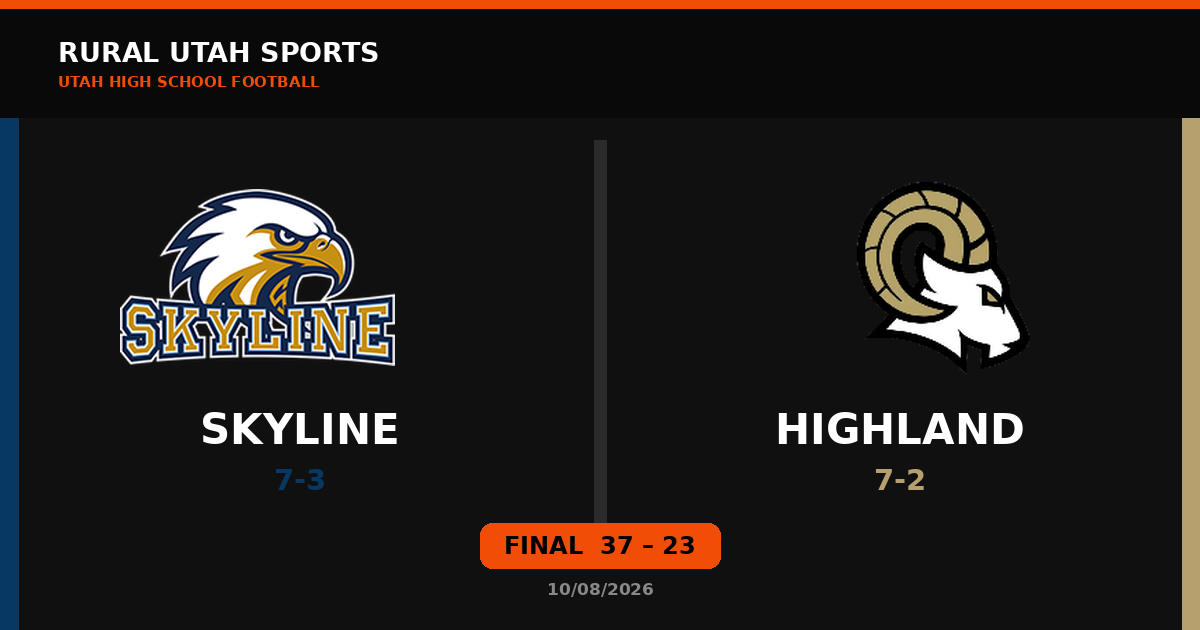 RURAL UTAH SPORTS
UTAH HIGH SCHOOL FOOTBALL
SKYLINE
SKYLINE
7-3
HIGHLAND
7-2
FINAL 37 – 23
10/08/2026